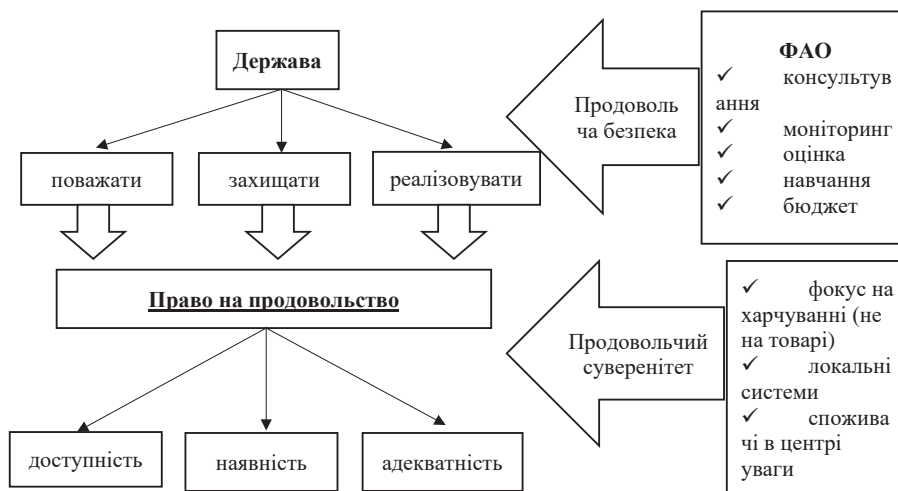 Держава
поважати
захищати
реалізовувати
Право на продовольство
доступність
наявність
адекватність
Продоволь
ча безпека
ФАО
✓ консультув
ання
✓ моніторинг
✓ оцінка
✓ навчання
✓ бюджет
Продовольчий
суверенітет
✓ фокус на
харчуванні (не
на товарі)
✓ локальні
системи
✓ спожива
чі в центрі
уваги